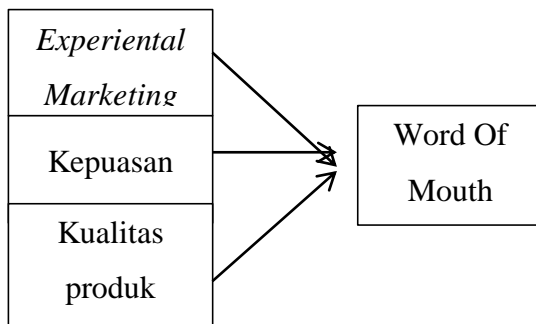 Experiental
Marketing
Kepuasan
Kualitas
produk
Word Of
Mouth